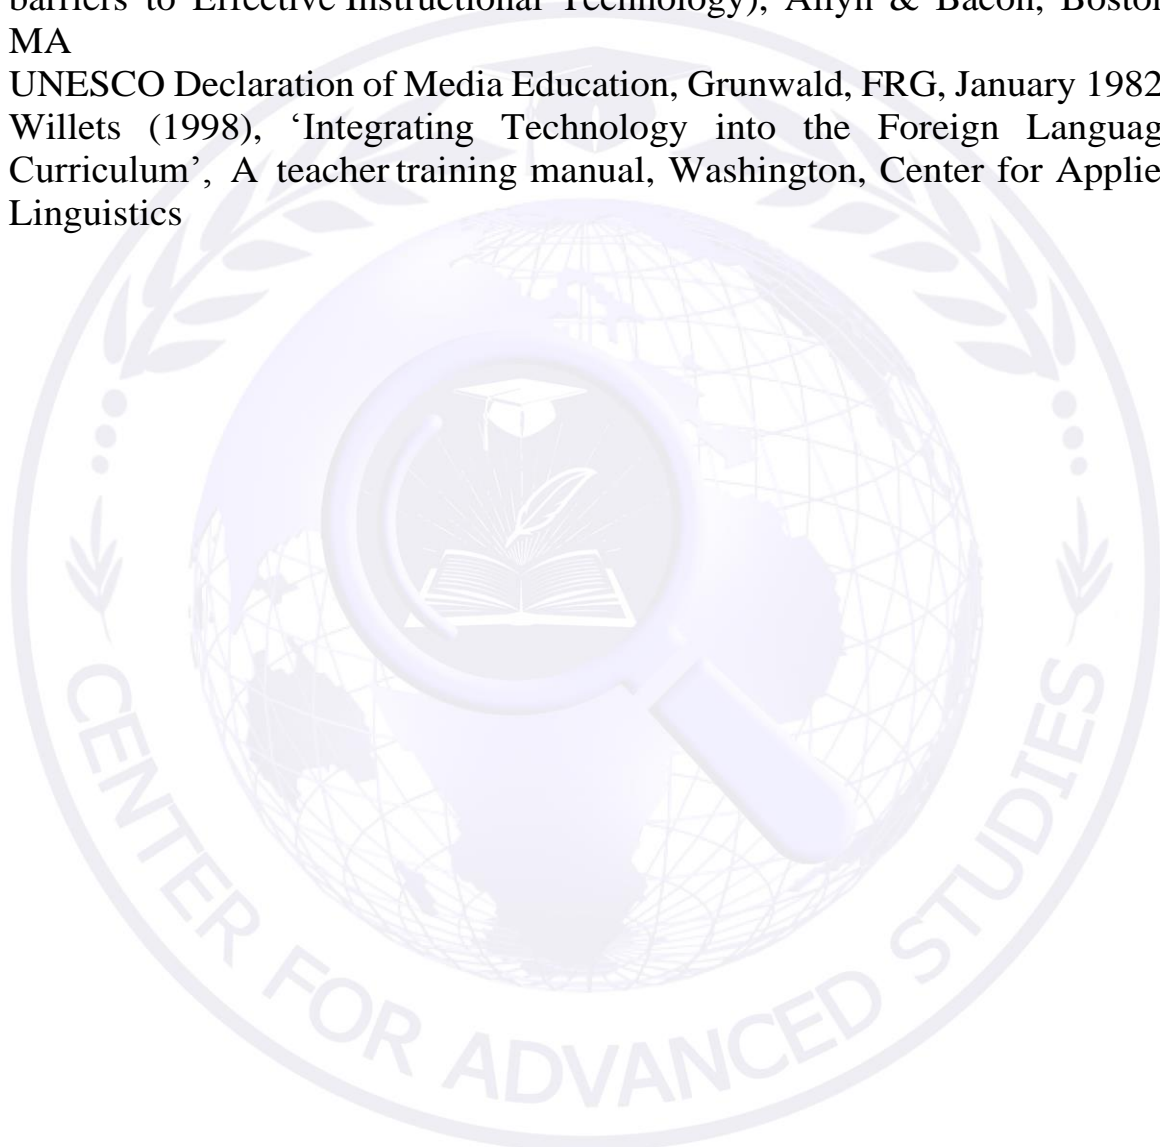 barriers to Effective Instructional Technology), Allyn & Bacon, Bosto
MA
UNESCO Declaration of Media Education, Grunwald, FRG, January 1982
Willets (1998), ‘Integrating Technology into the Foreign Languag
Curriculum’, A teacher training manual, Washington, Center for Applie
Linguistics
CENTER FOR ADVANCED STUDIES